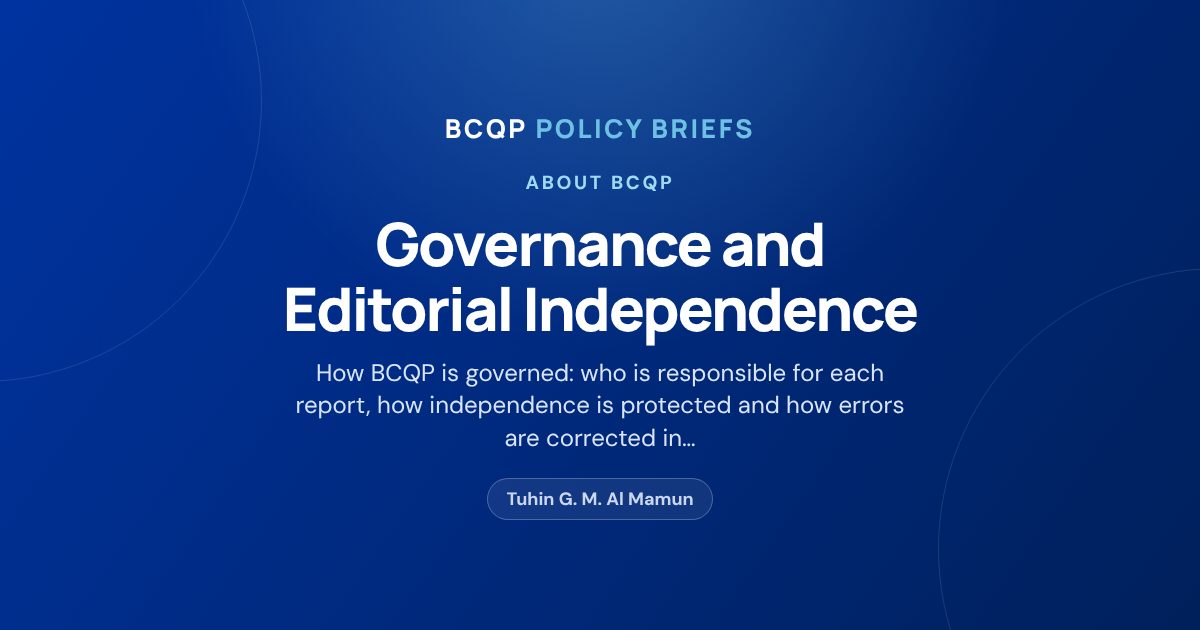 BCQP POLICY BRIEFS
ABOUT BCQP
Governance and
Editorial Independence
How BCQP is governed: who is responsible for each
report, how independence is protected and how errors
are corrected in...
Tuhin G. M. Al Mamun